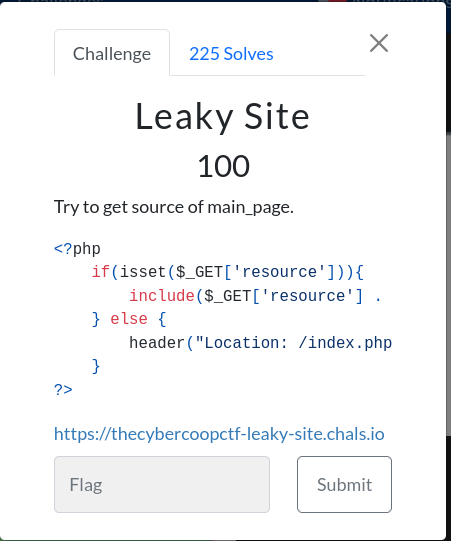 Challenge
225 Solves
Leaky Site
100
Try to get source of main_page.
<?php
if(isset($_GET['resource'])){
include($_GET['resource'] .
} else {
header("Location: /index.php
}
?>
https://thecybercoopctf-leaky-site.chals.io
Flag
Submit